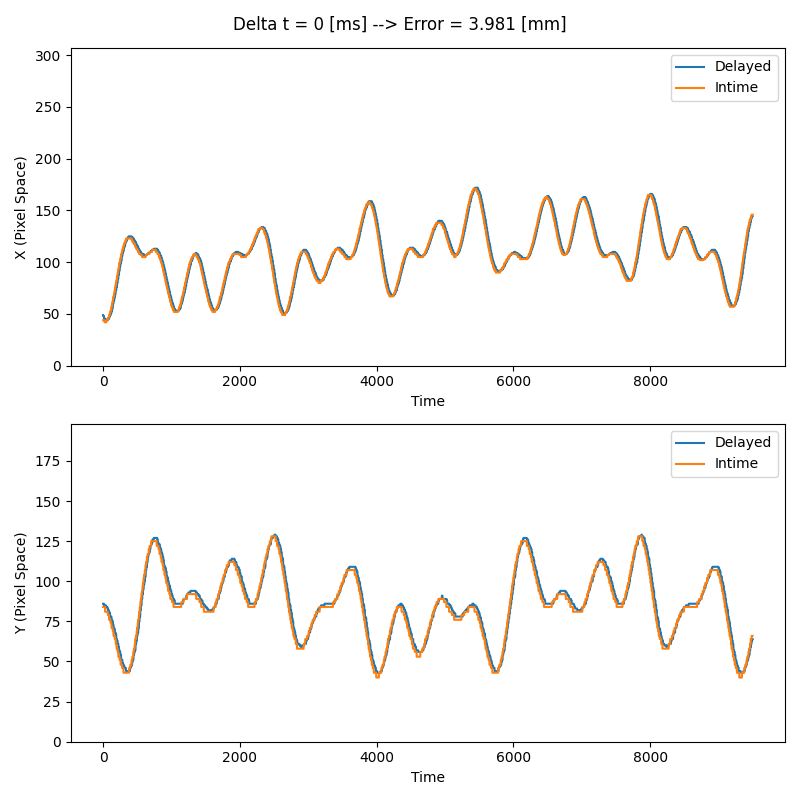 Delta t = 0 [ms] --> Error = 3.981 [mm]
300
250
200
150
100
50
0
X (Pixel Space)
Delayed
Intime
0 2000 4000 6000 8000
Time
175
150
125
100
75
50
25
0
Y (Pixel Space)
Delayed
Intime
0 2000 4000 6000 8000
Time